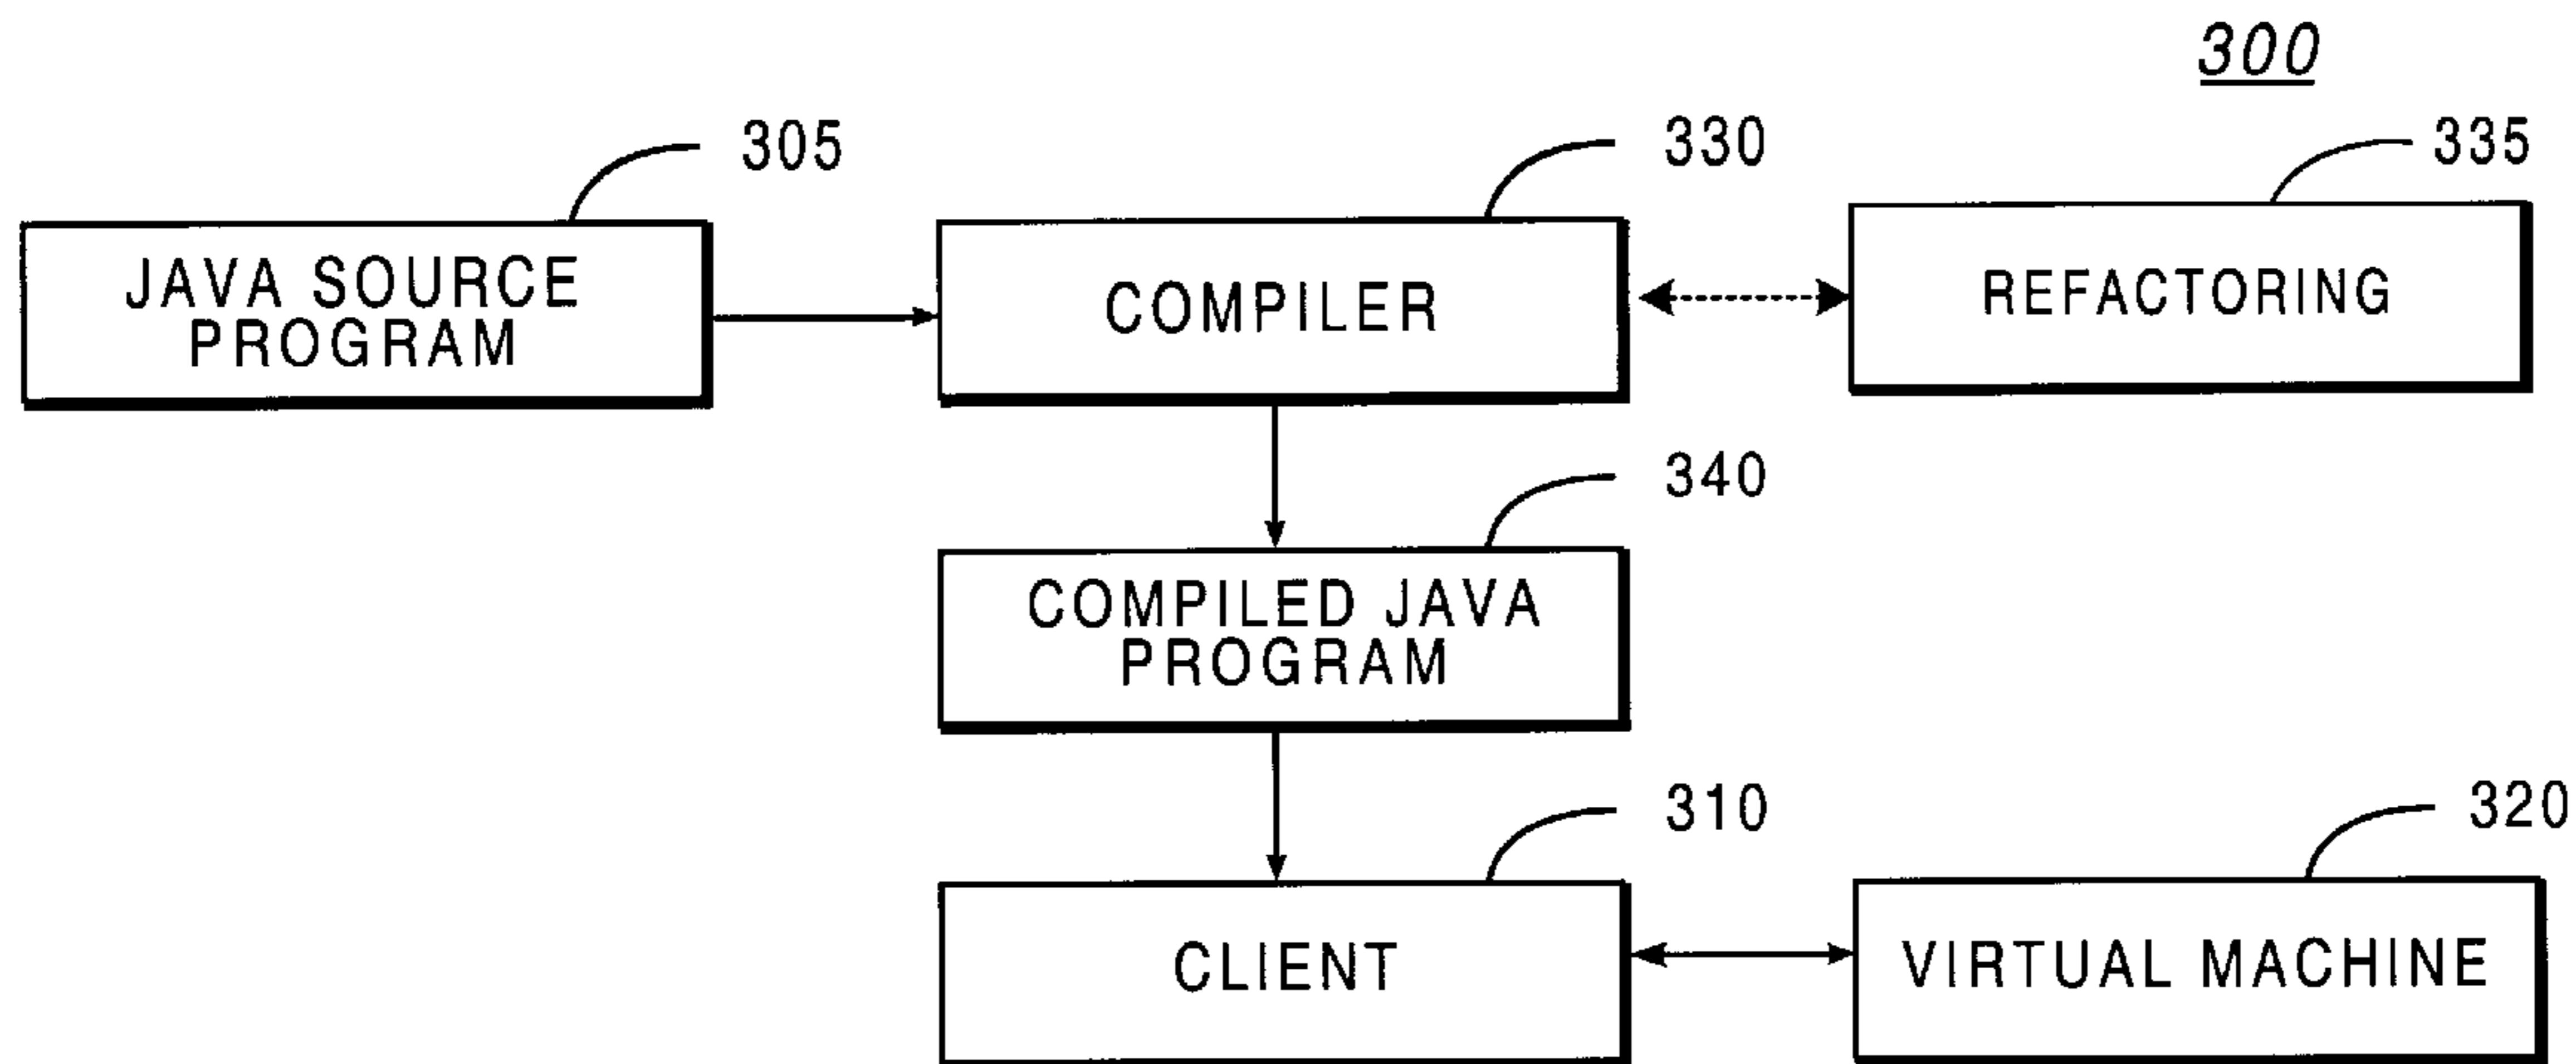 300
305
330
335
JAVA SOURCE
PROGRAM
COMPILER
REFACTORING
340
COMPILED JAVA
PROGRAM
310
320
CLIENT
VIRTUAL MACHINE